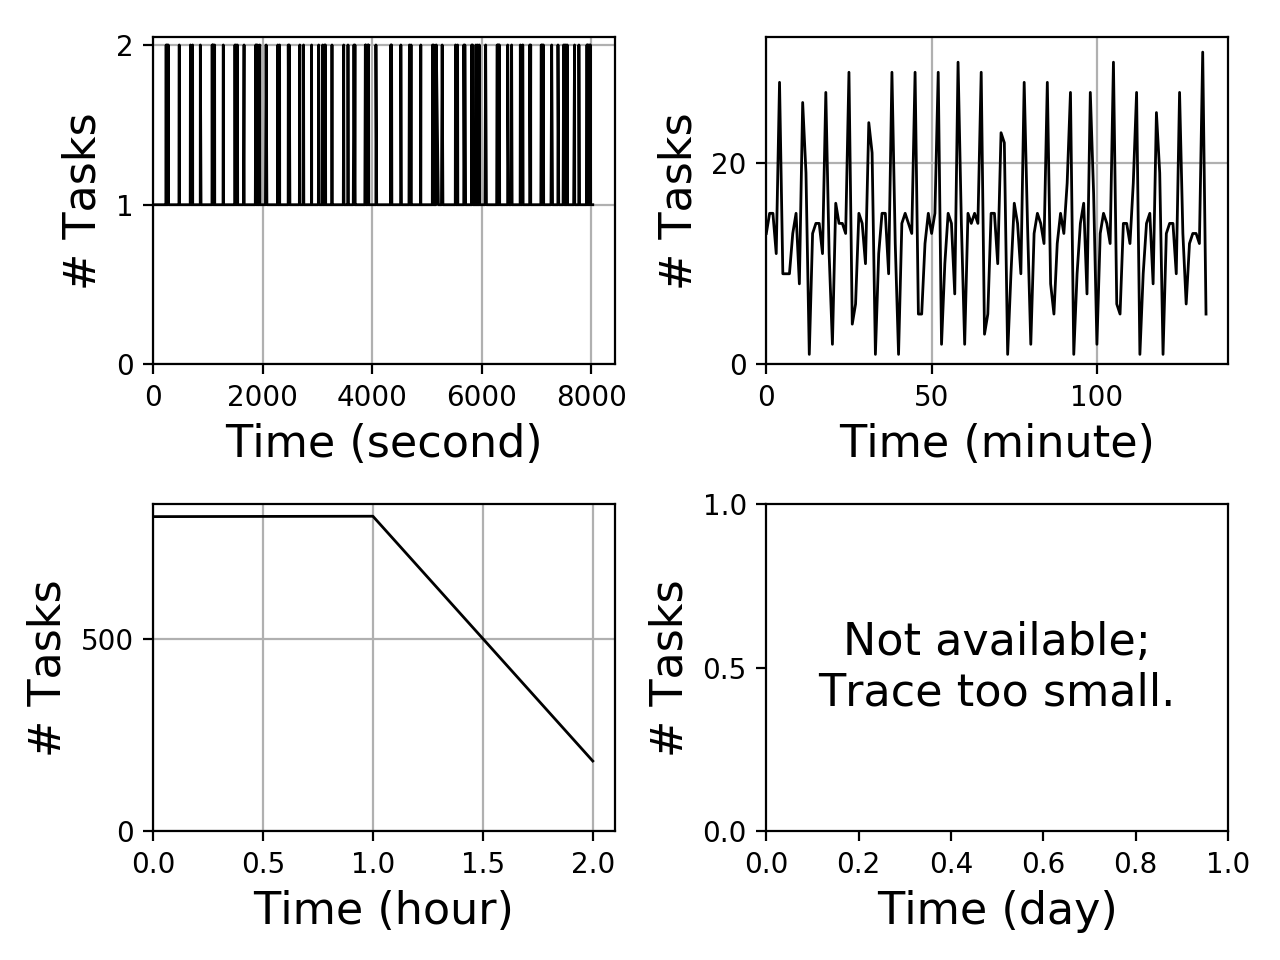 # Tasks
2
1
0
0 2000 4000 6000 8000
Time (second)
# Tasks
20
0
0 50 100
Time (minute)
# Tasks
500
0
0.0 0.5 1.0 1.5 2.0
Time (hour)
# Tasks
1.0
0.5
0.0
Not available;
Trace too small.
0.0 0.2 0.4 0.6 0.8 1.0
Time (day)